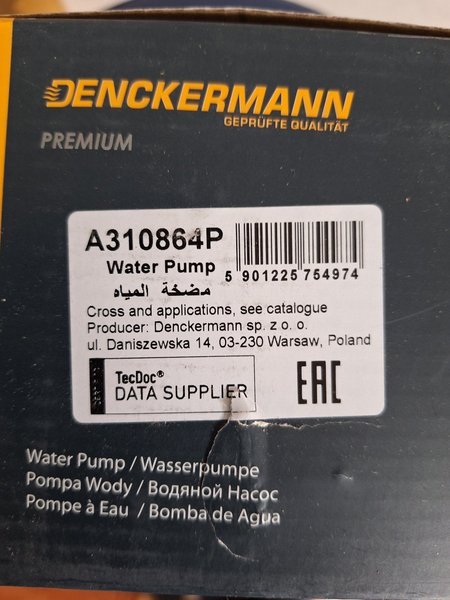 DENCKERMANN
GEPRÜFTE QUALITÄT
PREMIUM
A310864P
Water Pump
مضخة المياه
5 901225 754974
Cross and applications, see catalogue
Producer: Denckermann sp. z o. o.
ul. Daniszewska 14, 03-230 Warsaw, Poland
TecDoc®
DATA SUPPLIER
EAC
Water Pump / Wasserpumpe
Pompa Wody / Водяной Насос
Pompe à Eau / Bomba de Agua